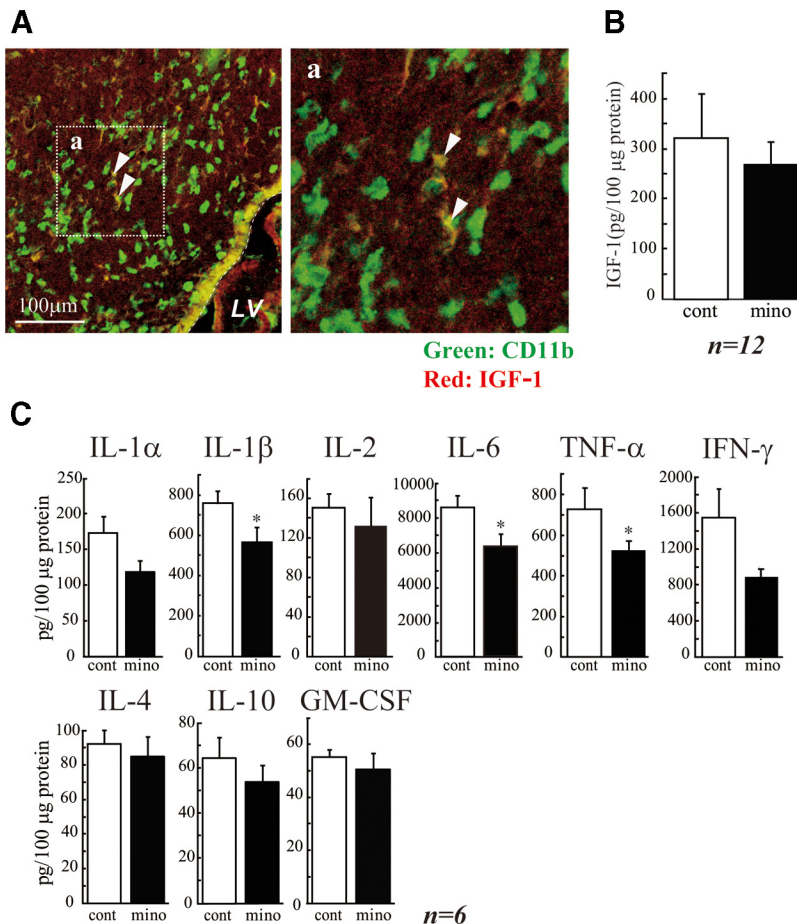 A
a
a
100µm
LV
Green: CD11b
Red: IGF-1
B
IGF-1(pg/100 µg protein)
400
300
200
100
0
cont mino
n=12
C
IL-1α IL-1β IL-2 IL-6 TNF-α IFN-γ
pg/100 µg protein
250
200
150
100
50
0
cont mino
800
600
400
200
0
*
cont mino
160
120
80
40
0
cont mino
10000
8000
6000
4000
2000
0
*
cont mino
800
600
400
200
0
*
cont mino
2000
1600
1200
800
400
0
cont mino
IL-4 IL-10 GM-CSF
pg/100 µg protein
100
80
60
40
20
0
cont mino
80
60
40
20
0
cont mino
60
40
20
0
cont mino
n=6